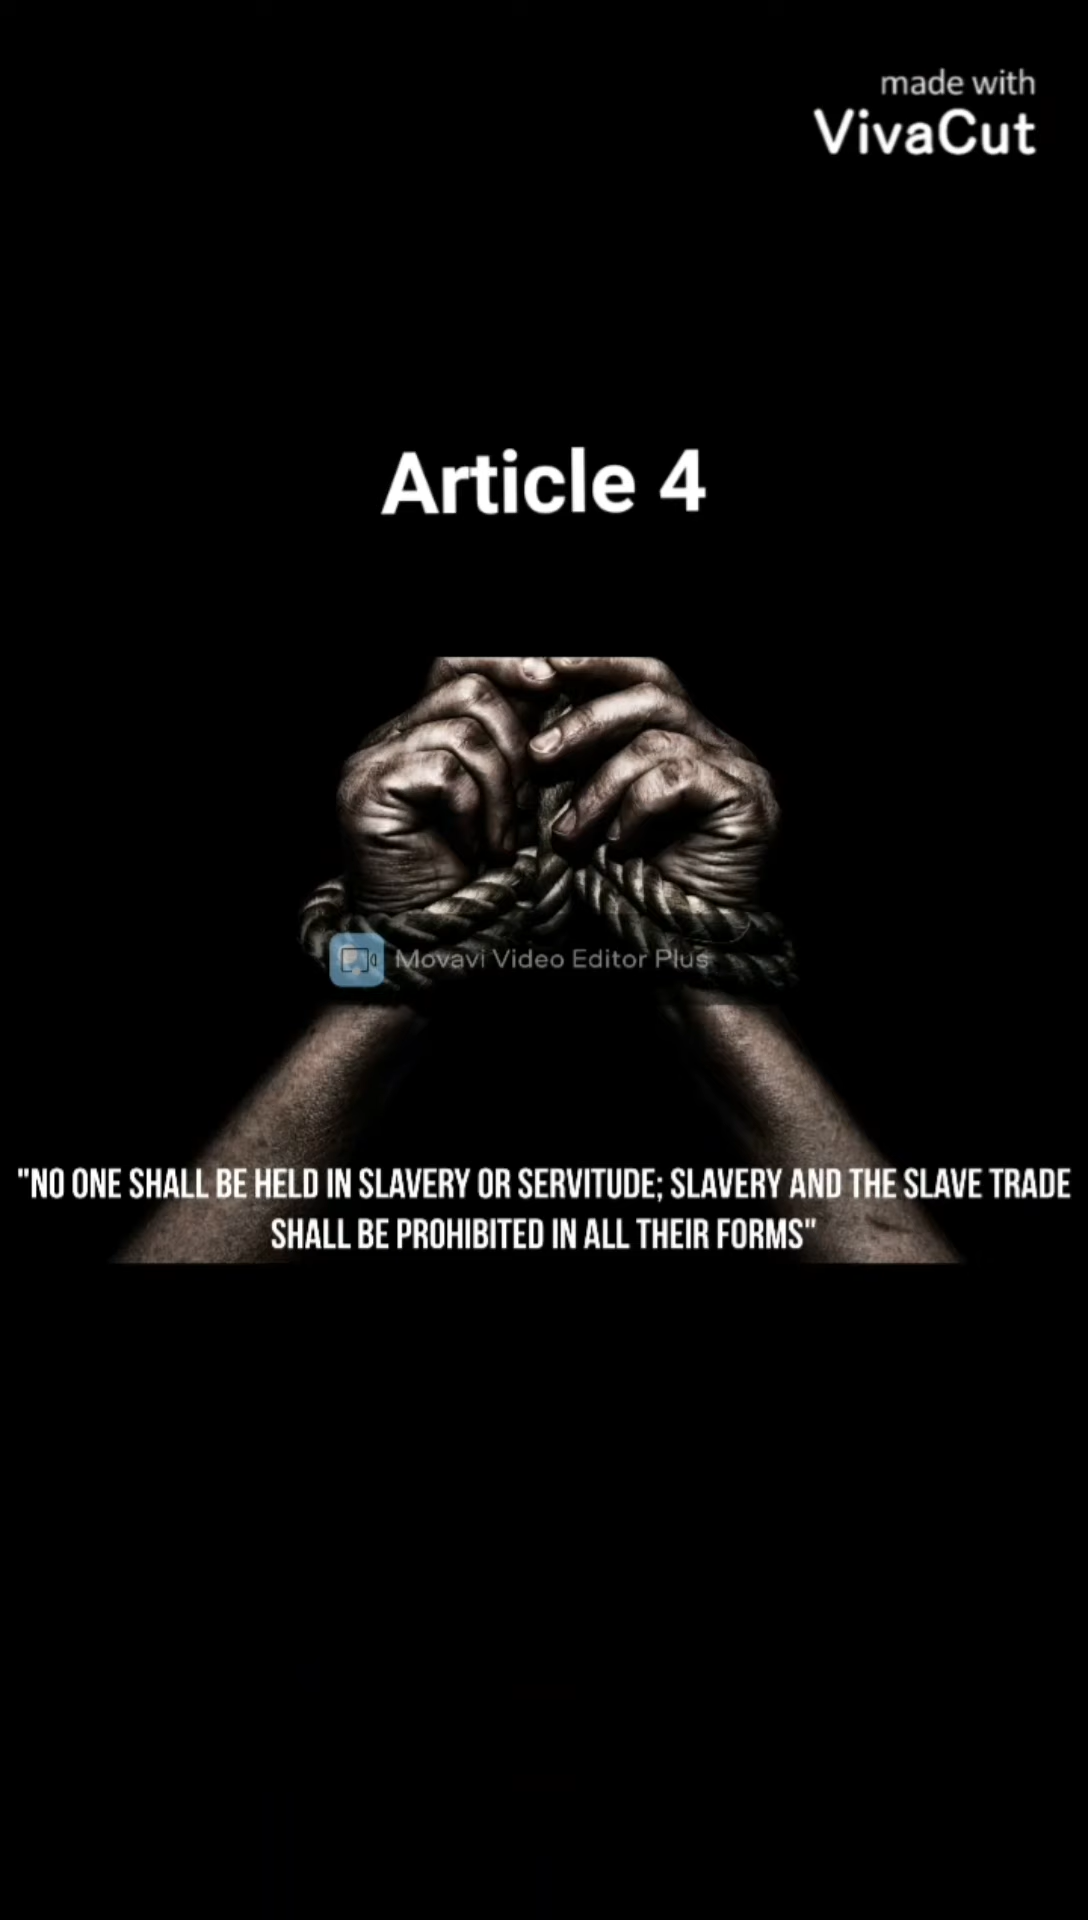 made with
VivaCut
Article 4
Movavi Video Editor Plus
"NO ONE SHALL BE HELD IN SLAVERY OR SERVITUDE; SLAVERY AND THE SLAVE TRADE
SHALL BE PROHIBITED IN ALL THEIR FORMS"